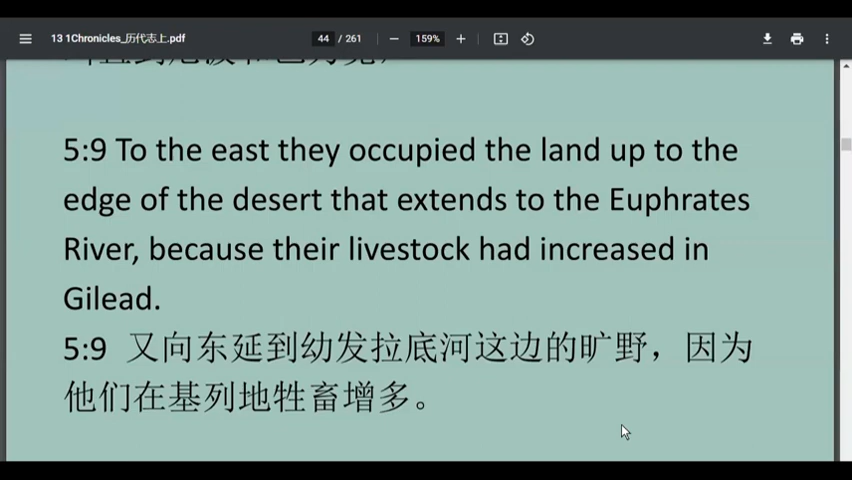 13 1Chronicles_历代志上.pdf
44 / 261
159%
5:9 To the east they occupied the land up to the
edge of the desert that extends to the Euphrates
River, because their livestock had increased in
Gilead.
5:9 又向东延到幼发拉底河这边的旷野，因为
他们在基列地牲畜增多。